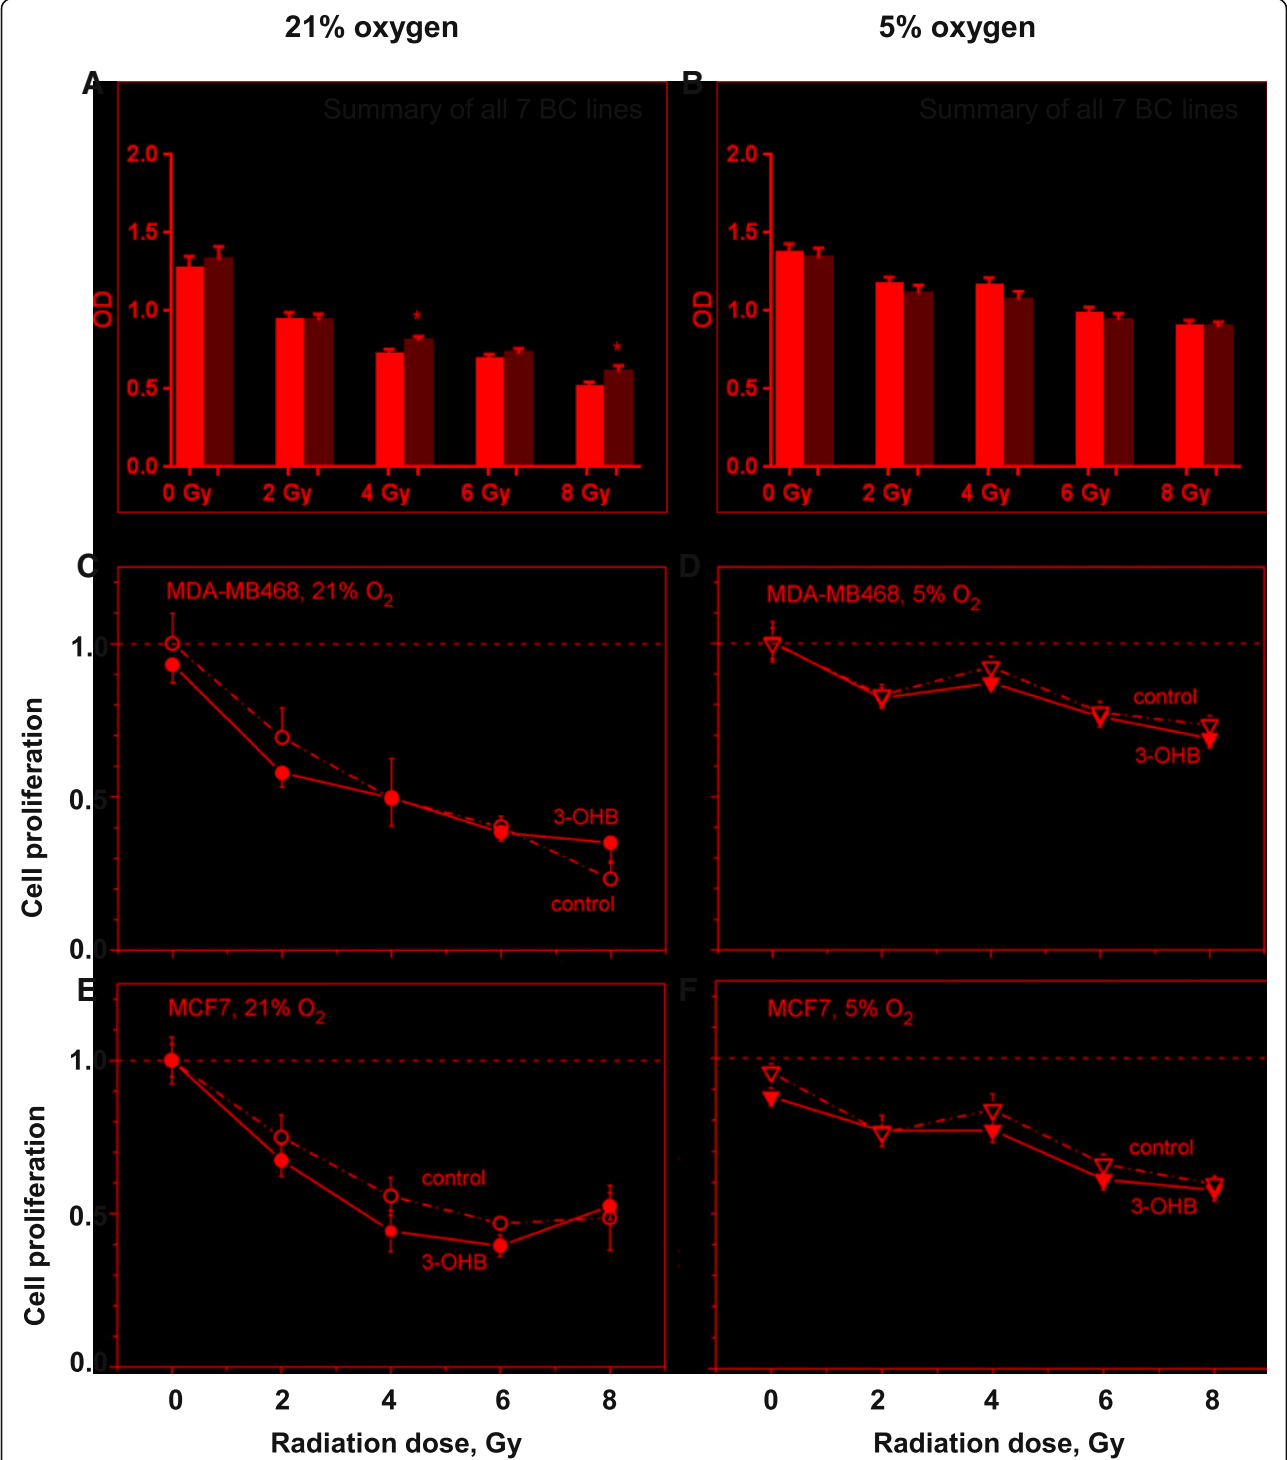 21% oxygen
5% oxygen
A
B
Summary of all 7 BC lines
Summary of all 7 BC lines
2.0
1.5
1.0
0.5
0.0
OD
*
*
0 Gy
2 Gy
4 Gy
6 Gy
8 Gy
2.0
1.5
1.0
0.5
0.0
OD
0 Gy
2 Gy
4 Gy
6 Gy
8 Gy
C
MDA-MB468, 21% O2
1.0
0.5
0.0
Cell proliferation
3-OHB
control
D
MDA-MB468, 5% O2
control
3-OHB
E
MCF7, 21% O2
1.0
0.5
0.0
Cell proliferation
control
3-OHB
0 2 4 6 8
Radiation dose, Gy
F
MCF7, 5% O2
control
3-OHB
0 2 4 6 8
Radiation dose, Gy